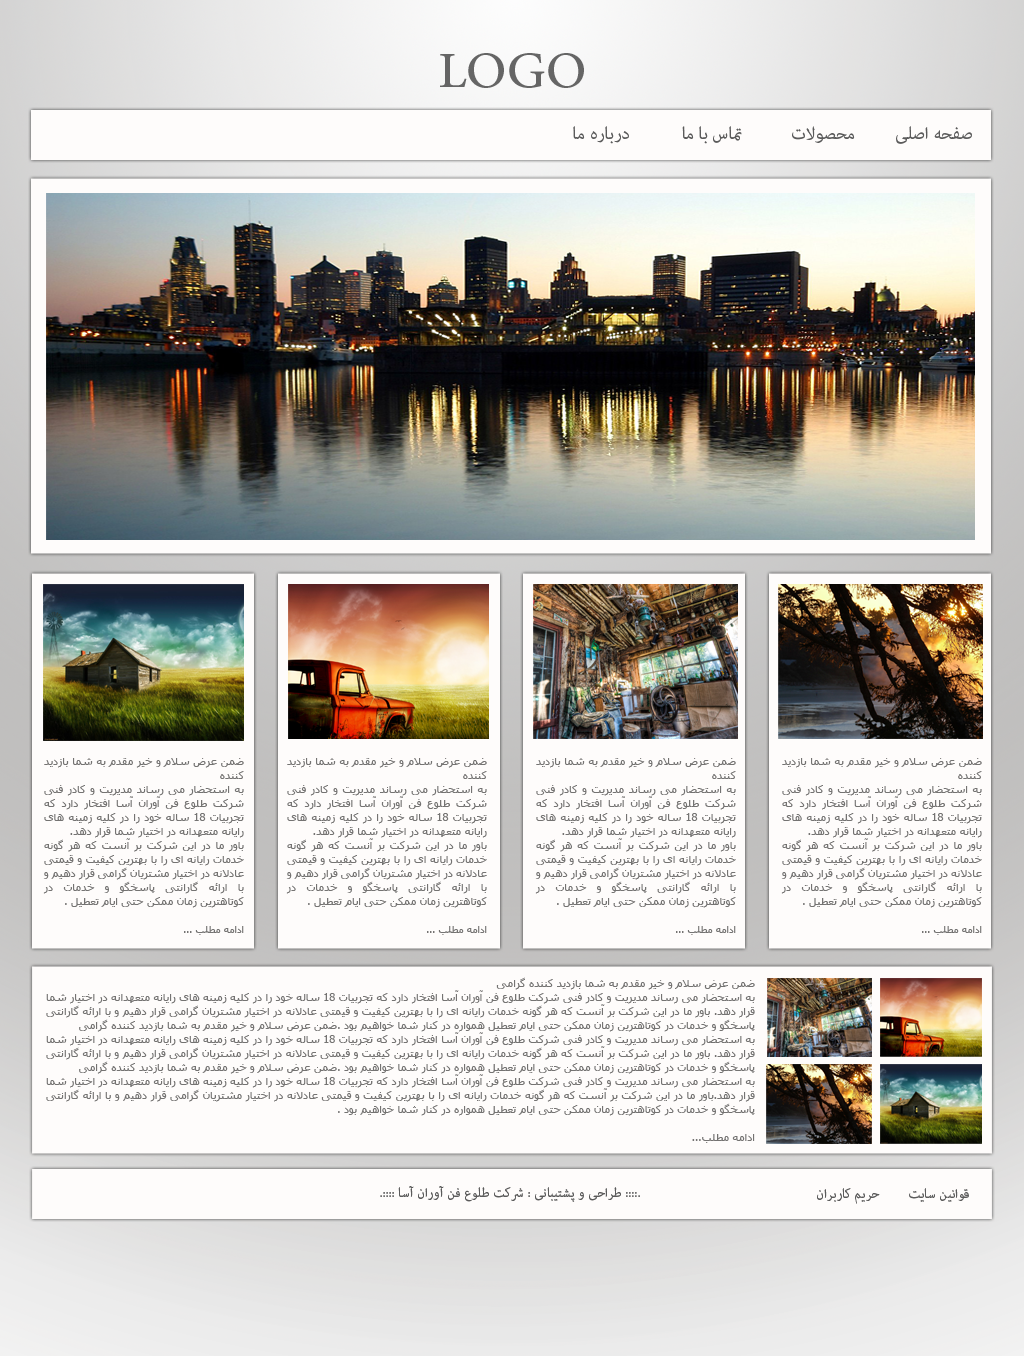 LOGO
صفحه اصلی محصولات تماس با ما درباره ما
ضمن عرض سلام و خیر مقدم به شما بازدید
کننده
به استحضار می رساند مدیریت و کادر فنی
شرکت طلوع فن آوران آسا افتخار دارد که
تجربیات 18 ساله خود را در کلیه زمینه های
رایانه متعهدانه در اختیار شما قرار دهد.
باور ما در این شرکت بر آنست که هر گونه
خدمات رایانه ای را با بهترین کیفیت و قیمتی
عادلانه در اختیار مشتریان گرامی قرار دهیم و
با ارائه گارانتی پاسخگو و خدمات در
کوتاهترین زمان ممکن حتی ایام تعطیل .
ادامه مطلب ...
ضمن عرض سلام و خیر مقدم به شما بازدید
کننده
به استحضار می رساند مدیریت و کادر فنی
شرکت طلوع فن آوران آسا افتخار دارد که
تجربیات 18 ساله خود را در کلیه زمینه های
رایانه متعهدانه در اختیار شما قرار دهد.
باور ما در این شرکت بر آنست که هر گونه
خدمات رایانه ای را با بهترین کیفیت و قیمتی
عادلانه در اختیار مشتریان گرامی قرار دهیم و
با ارائه گارانتی پاسخگو و خدمات در
کوتاهترین زمان ممکن حتی ایام تعطیل .
ادامه مطلب ...
ضمن عرض سلام و خیر مقدم به شما بازدید
کننده
به استحضار می رساند مدیریت و کادر فنی
شرکت طلوع فن آوران آسا افتخار دارد که
تجربیات 18 ساله خود را در کلیه زمینه های
رایانه متعهدانه در اختیار شما قرار دهد.
باور ما در این شرکت بر آنست که هر گونه
خدمات رایانه ای را با بهترین کیفیت و قیمتی
عادلانه در اختیار مشتریان گرامی قرار دهیم و
با ارائه گارانتی پاسخگو و خدمات در
کوتاهترین زمان ممکن حتی ایام تعطیل .
ادامه مطلب ...
ضمن عرض سلام و خیر مقدم به شما بازدید
کننده
به استحضار می رساند مدیریت و کادر فنی
شرکت طلوع فن آوران آسا افتخار دارد که
تجربیات 18 ساله خود را در کلیه زمینه های
رایانه متعهدانه در اختیار شما قرار دهد.
باور ما در این شرکت بر آنست که هر گونه
خدمات رایانه ای را با بهترین کیفیت و قیمتی
عادلانه در اختیار مشتریان گرامی قرار دهیم و
با ارائه گارانتی پاسخگو و خدمات در
کوتاهترین زمان ممکن حتی ایام تعطیل .
ادامه مطلب ...
ضمن عرض سلام و خیر مقدم به شما بازدید کننده گرامی
به استحضار می رساند مدیریت و کادر فنی شرکت طلوع فن آوران آسا افتخار دارد که تجربیات 18 ساله خود را در کلیه زمینه های رایانه متعهدانه در اختیار شما
قرار دهد. باور ما در این شرکت بر آنست که هر گونه خدمات رایانه ای را با بهترین کیفیت و قیمتی عادلانه در اختیار مشتریان گرامی قرار دهیم و با ارائه گارانتی
پاسخگو و خدمات در کوتاهترین زمان ممکن حتی ایام تعطیل همواره در کنار شما خواهیم بود .ضمن عرض سلام و خیر مقدم به شما بازدید کننده گرامی
به استحضار می رساند مدیریت و کادر فنی شرکت طلوع فن آوران آسا افتخار دارد که تجربیات 18 ساله خود را در کلیه زمینه های رایانه متعهدانه در اختیار شما
قرار دهد. باور ما در این شرکت بر آنست که هر گونه خدمات رایانه ای را با بهترین کیفیت و قیمتی عادلانه در اختیار مشتریان گرامی قرار دهیم و با ارائه گارانتی
پاسخگو و خدمات در کوتاهترین زمان ممکن حتی ایام تعطیل همواره در کنار شما خواهیم بود .ضمن عرض سلام و خیر مقدم به شما بازدید کننده گرامی
به استحضار می رساند مدیریت و کادر فنی شرکت طلوع فن آوران آسا افتخار دارد که تجربیات 18 ساله خود را در کلیه زمینه های رایانه متعهدانه در اختیار شما
قرار دهد.باور ما در این شرکت بر آنست که هر گونه خدمات رایانه ای را با بهترین کیفیت و قیمتی عادلانه در اختیار مشتریان گرامی قرار دهیم و با ارائه گارانتی
پاسخگو و خدمات در کوتاهترین زمان ممکن حتی ایام تعطیل همواره در کنار شما خواهیم بود .
ادامه مطلب...
قوانین سایت حریم کاربران .:::: طراحی و پشتیبانی : شرکت طلوع فن آوران آسا ::::.